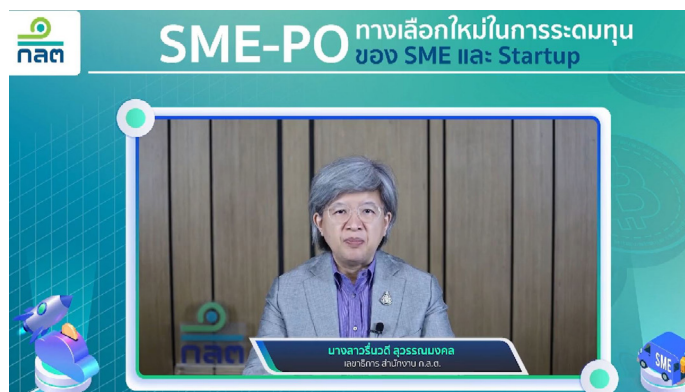 กลต
SME-PO
ทางเลือกใหม่ในการระดมทุน
ของ SME และ Startup
กลต
นางสาวรื่นวดี สุวรรณมงคล
เลขาธิการ สำนักงาน ก.ล.ต.
SME